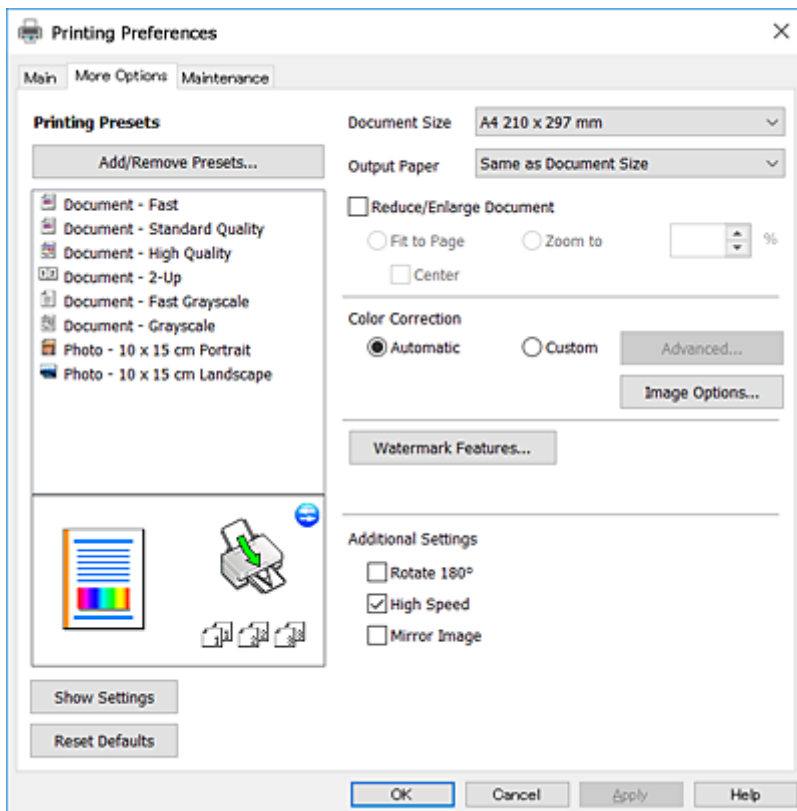 Printing Preferences
Main More Options Maintenance
Printing Presets
Add/Remove Presets...
Document - Fast
Document - Standard Quality
Document - High Quality
Document - 2-Up
Document - Fast Grayscale
Document - Grayscale
Photo - 10 x 15 cm Portrait
Photo - 10 x 15 cm Landscape
Show Settings
Reset Defaults
Document Size A4 210 x 297 mm
Output Paper Same as Document Size
Reduce/Enlarge Document
Fit to Page Zoom to %
Center
Color Correction
Automatic Custom Advanced...
Image Options...
Watermark Features...
Additional Settings
Rotate 180º
High Speed
Mirror Image
OK Cancel Apply Help